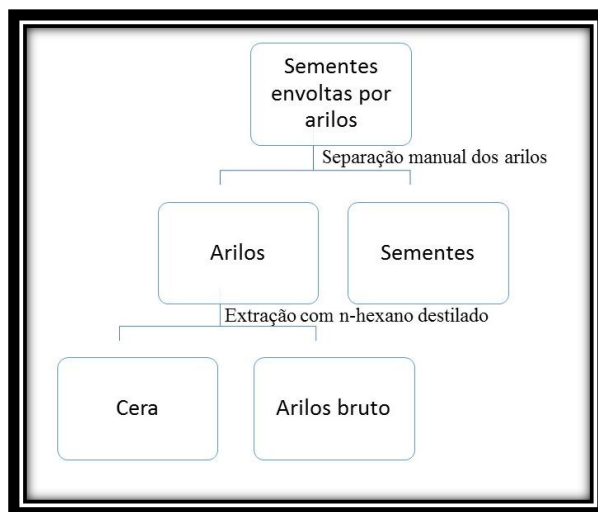 Sementes
envoltas por
arilos
Separação manual dos arilos
Arilos
Sementes
Extração com n-hexano destilado
Cera
Arilos bruto